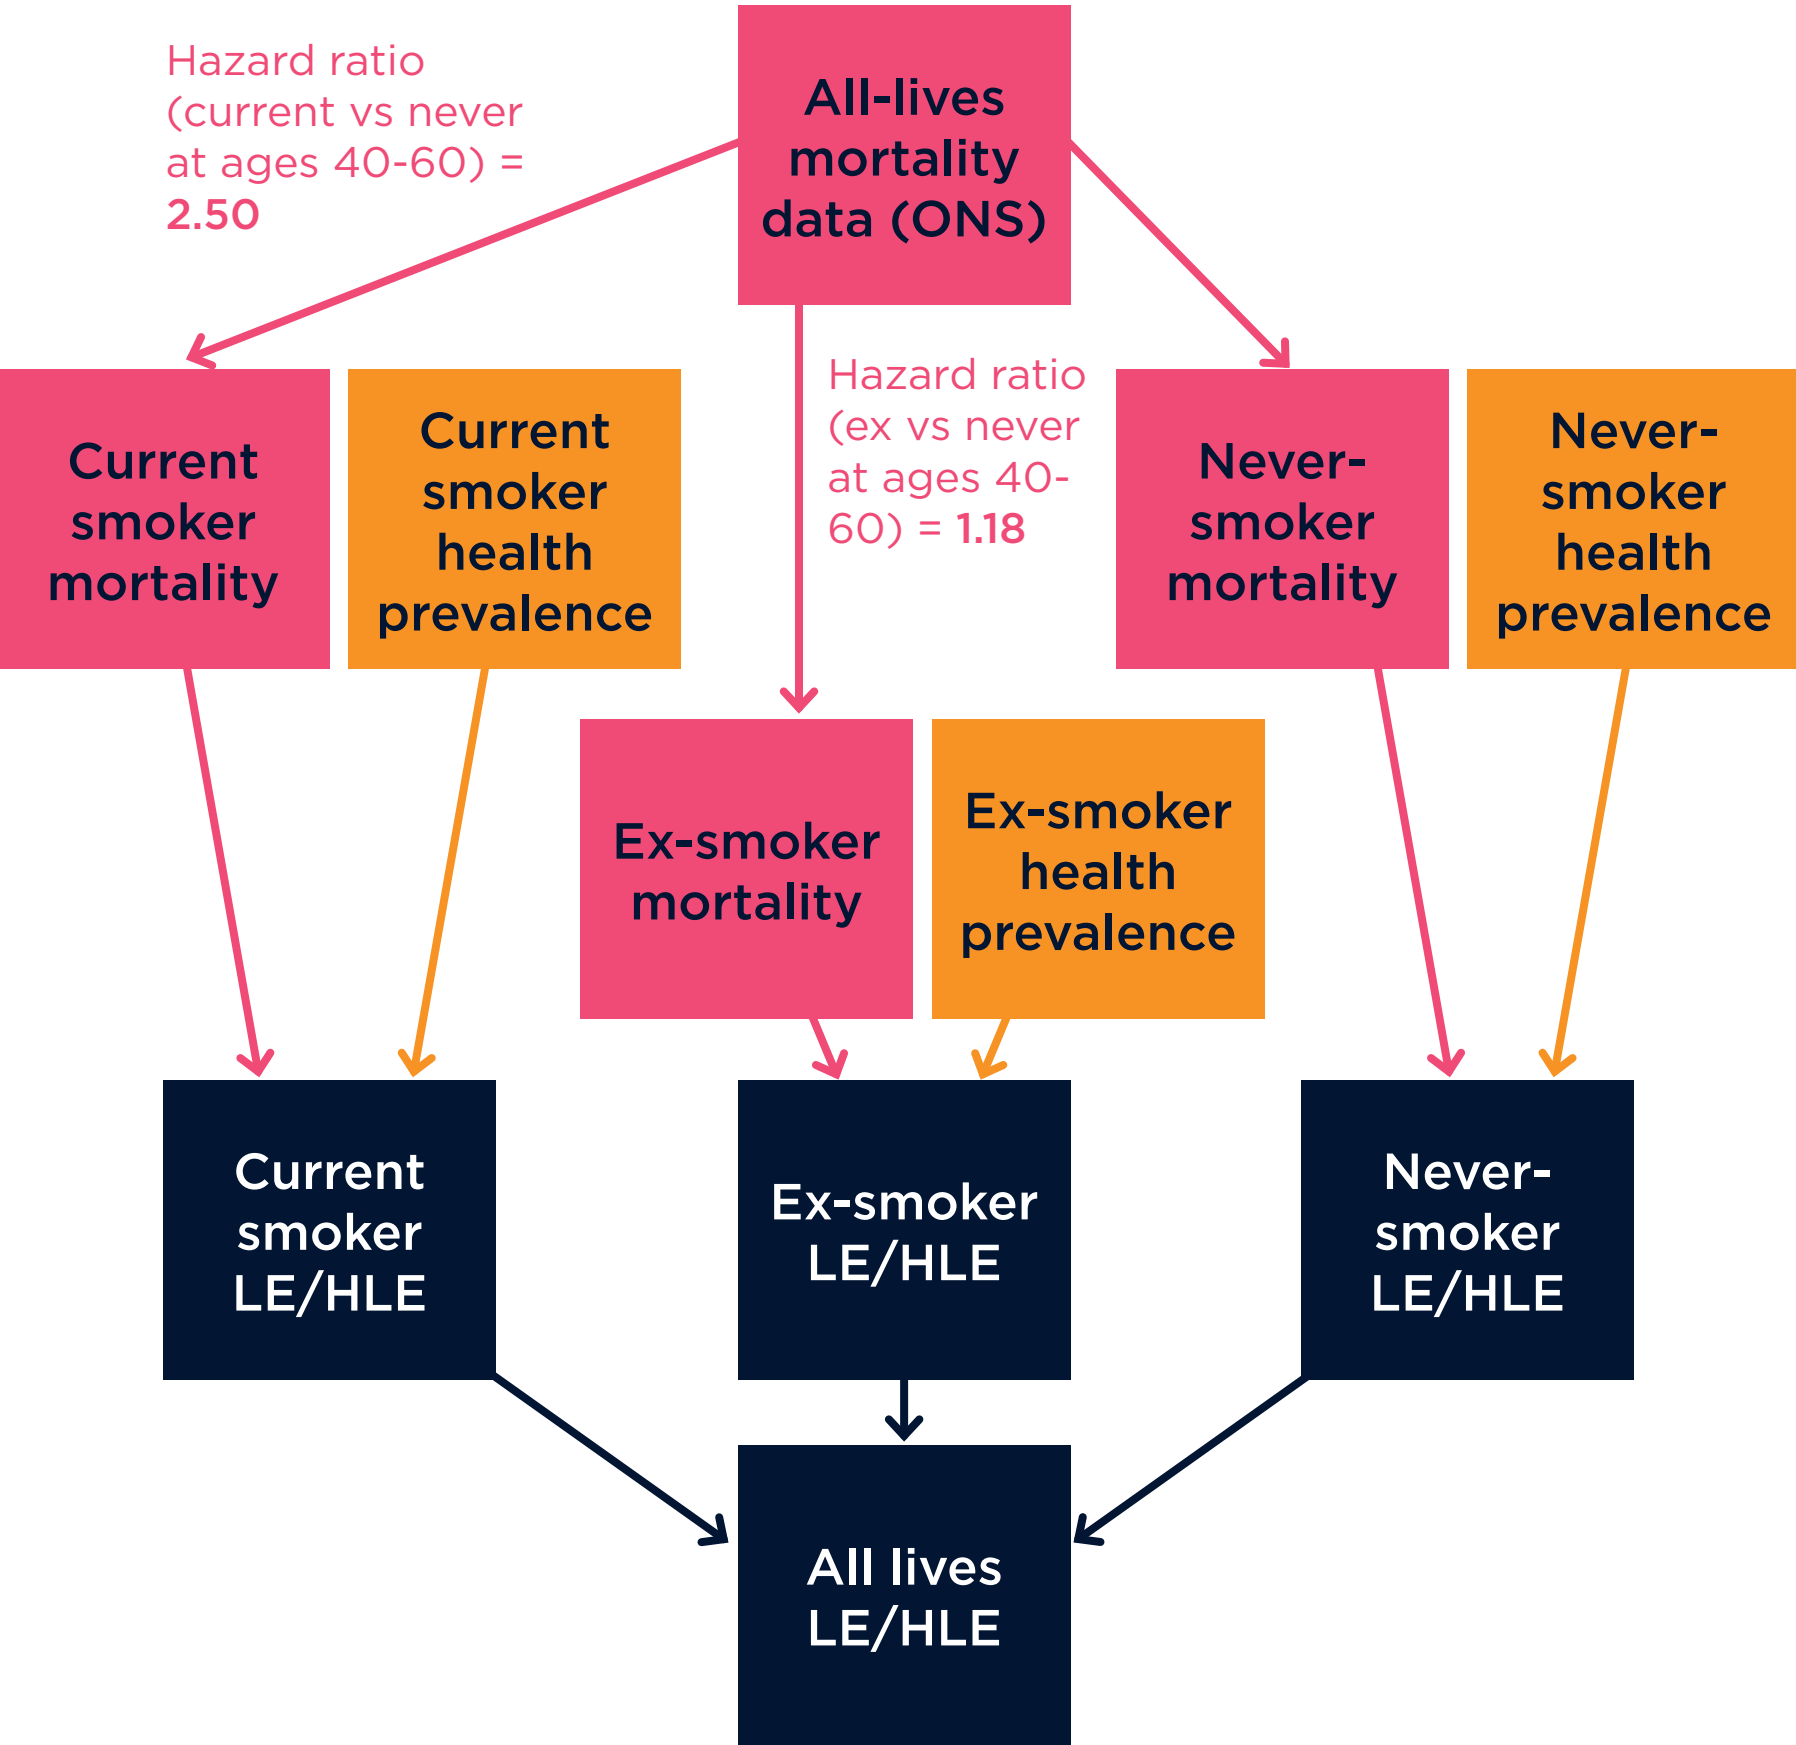 Hazard ratio
(current vs never
at ages 40-60) =
2.50
All-lives
mortality
data (ONS)
Hazard ratio
(ex vs never
at ages 40-
60) = 1.18
Current
smoker
mortality
Current
smoker
health
prevalence
Never-
smoker
mortality
Never-
smoker
health
prevalence
Ex-smoker
mortality
Ex-smoker
health
prevalence
Current
smoker
LE/HLE
Ex-smoker
LE/HLE
Never-
smoker
LE/HLE
All lives
LE/HLE